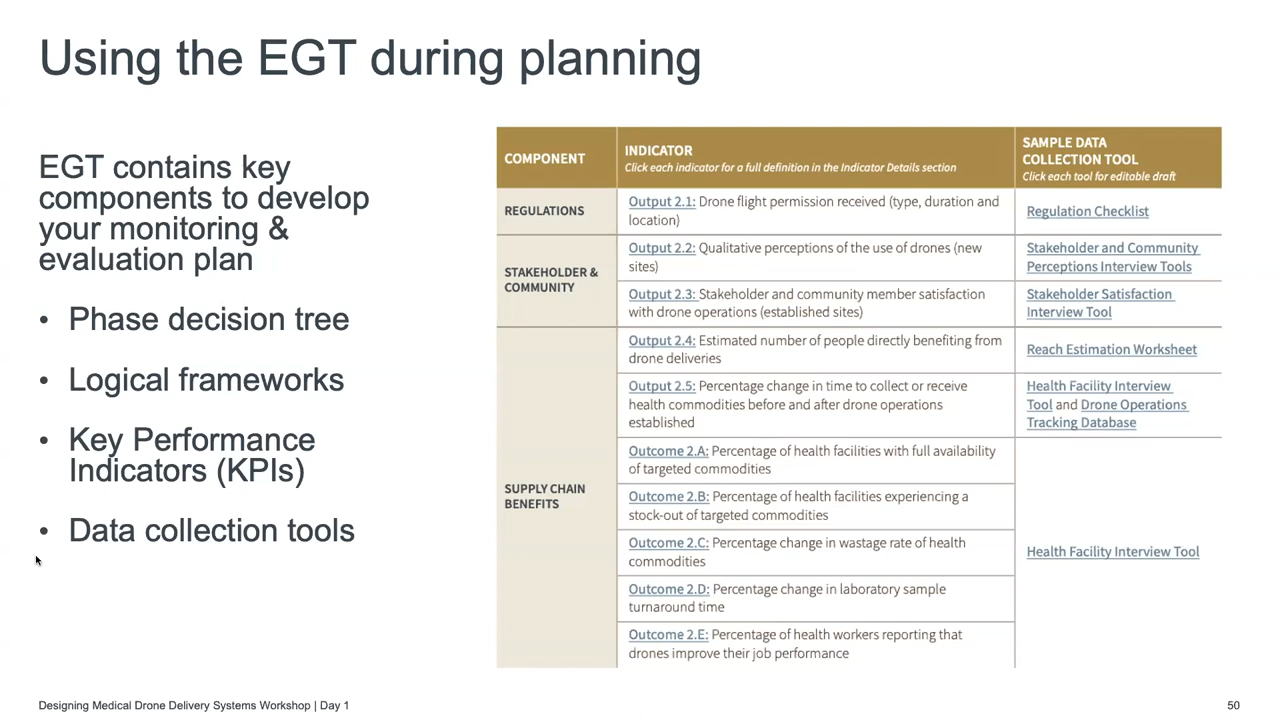 Using the EGT during planning
EGT contains key
components to develop
your monitoring &
evaluation plan
• Phase decision tree
• Logical frameworks
• Key Performance
Indicators (KPIs)
• Data collection tools
COMPONENT
INDICATOR
Click each indicator for a full definition in the Indicator Details section
SAMPLE DATA
COLLECTION TOOL
Click each tool for editable draft
REGULATIONS
Output 2.1: Drone flight permission received (type, duration and
location)
Regulation Checklist
STAKEHOLDER &
COMMUNITY
Output 2.2: Qualitative perceptions of the use of drones (new
sites)
Stakeholder and Community
Perceptions Interview Tools
Output 2.3: Stakeholder and community member satisfaction
with drone operations (established sites)
Stakeholder Satisfaction
Interview Tool
SUPPLY CHAIN
BENEFITS
Output 2.4: Estimated number of people directly benefiting from
drone deliveries
Reach Estimation Worksheet
Output 2.5: Percentage change in time to collect or receive
health commodities before and after drone operations
established
Health Facility Interview
Tool and Drone Operations
Tracking Database
Outcome 2.A: Percentage of health facilities with full availability
of targeted commodities
Outcome 2.B: Percentage of health facilities experiencing a
stock-out of targeted commodities
Outcome 2.C: Percentage change in wastage rate of health
commodities
Outcome 2.D: Percentage change in laboratory sample
turnaround time
Outcome 2.E: Percentage of health workers reporting that
drones improve their job performance
Health Facility Interview Tool
Designing Medical Drone Delivery Systems Workshop | Day 1
50